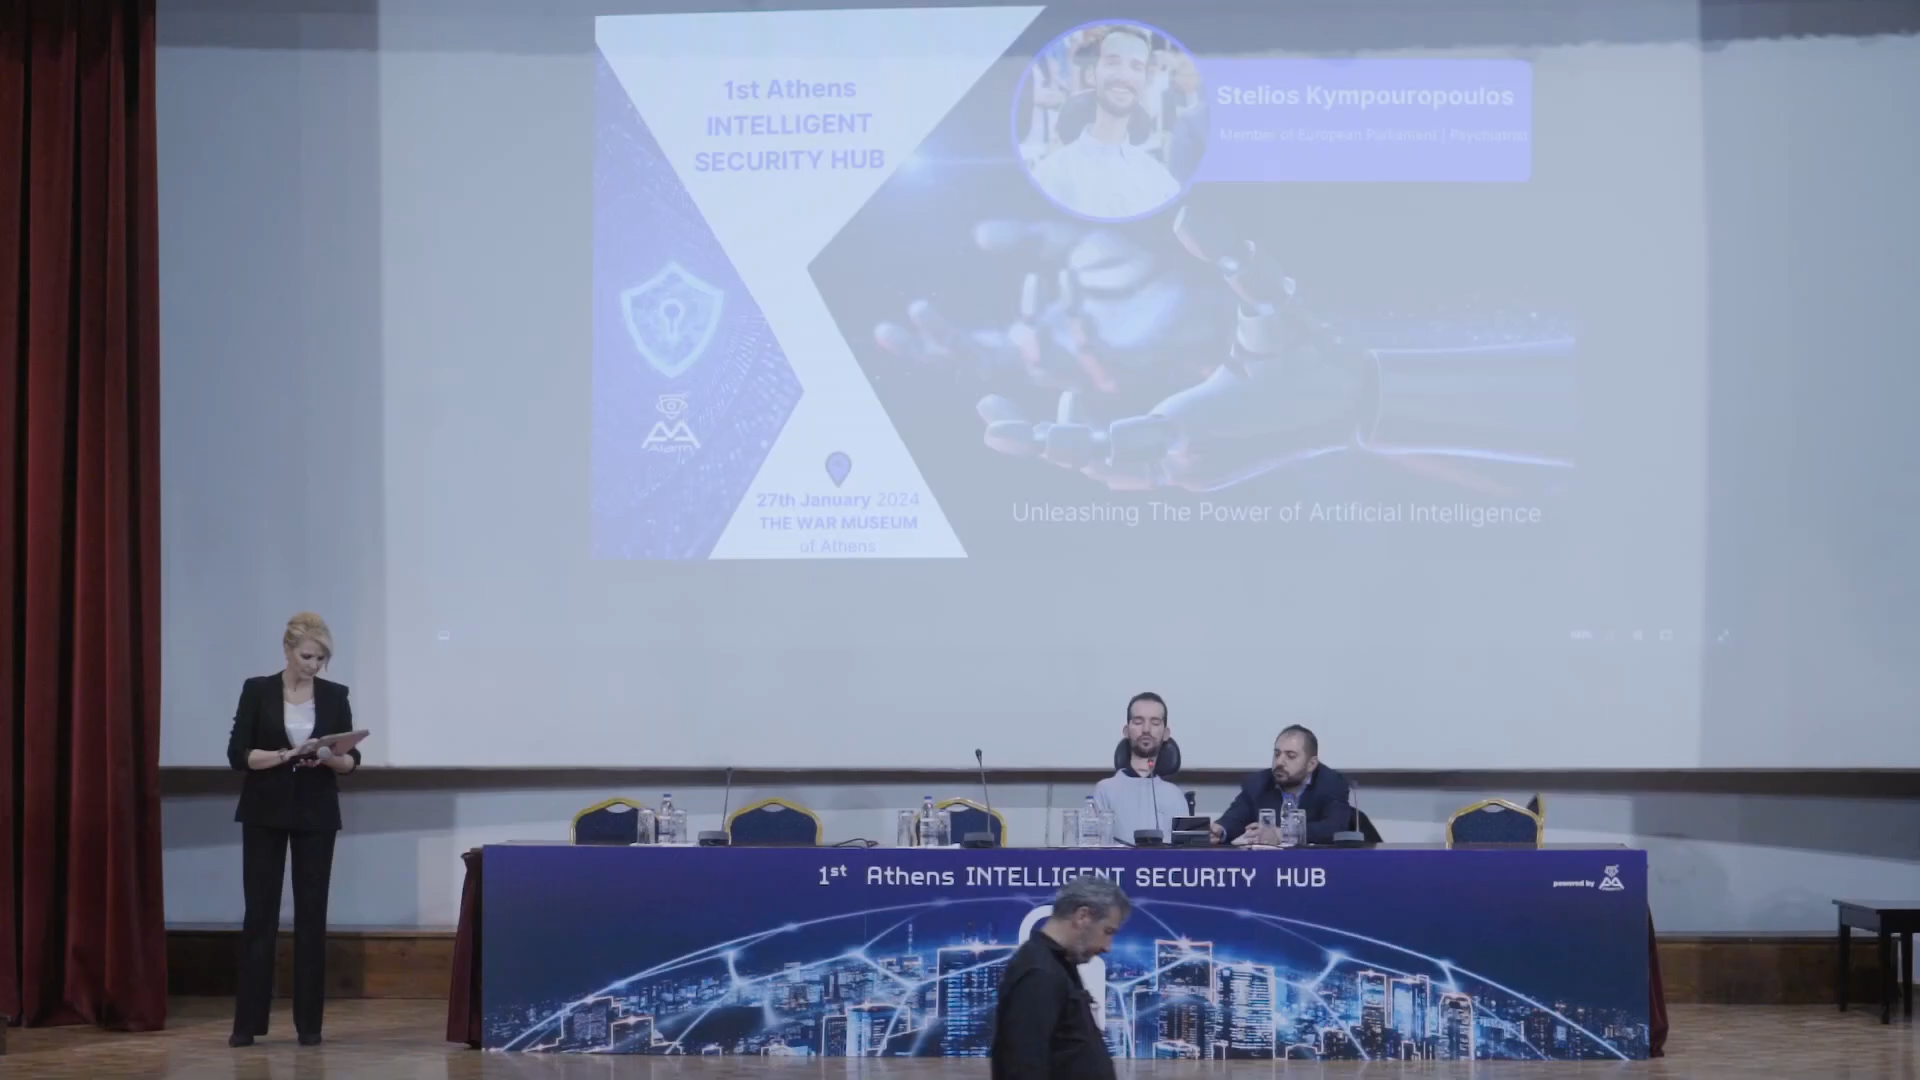 1st Athens
INTELLIGENT
SECURITY HUB
Stelios Kympouropoulos
Member of European Parliament | Psychiatrist
Alarm
27th January 2024
THE WAR MUSEUM
of Athens
Unleashing The Power of Artificial Intelligence
1st Athens INTELLIGENT SECURITY HUB
powered by